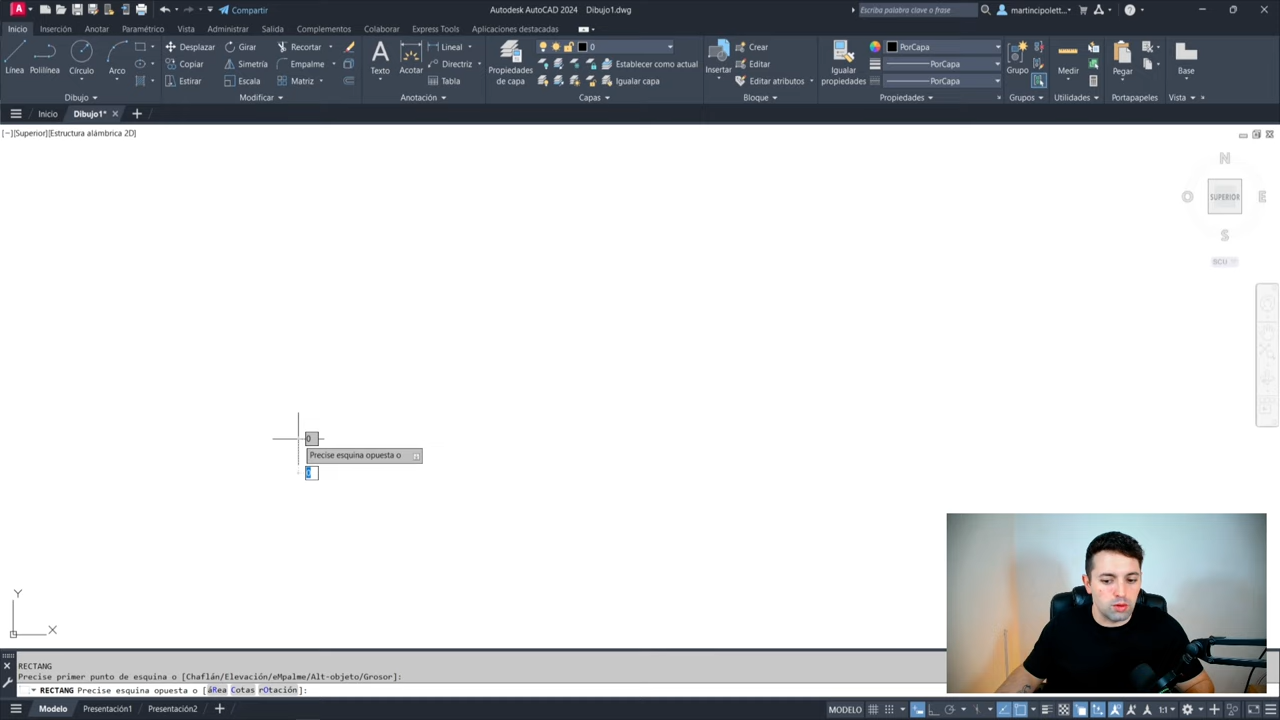 Compartir
Autodesk AutoCAD 2024 Dibujo1.dwg
Escriba palabra clave o frase
martincipolett...
Inicio Inserción Anotar Paramétrico Vista Administrar Salida Complementos Colaborar Express Tools Aplicaciones destacadas
Línea Polilínea Círculo Arco
Desplazar Girar Recortar
Copiar Simetría Empalme
Estirar Escala Matriz
Texto Acotar
Lineal
Directriz
Tabla
Propiedades de capa
0
Establecer como actual
Igualar capa
Insertar
Crear
Editar
Editar atributos
Igualar propiedades
PorCapa
PorCapa
PorCapa
Grupo Medir Pegar Base
Dibujo Modificar Anotación Capas Bloque Propiedades Grupos Utilidades Portapapeles Vista
Inicio Dibujo1*
[−][Superior][Estructura alámbrica 2D]
N
O SUPERIOR E
S
SCU
0
Precise esquina opuesta o
0
Y
X
RECTANG
Precise primer punto de esquina o [Chaflán/Elevación/eMpalme/Alt-objeto/Grosor]:
RECTANG Precise esquina opuesta o [áRea Cotas rOtación]:
Modelo Presentación1 Presentación2
MODELO
1:1